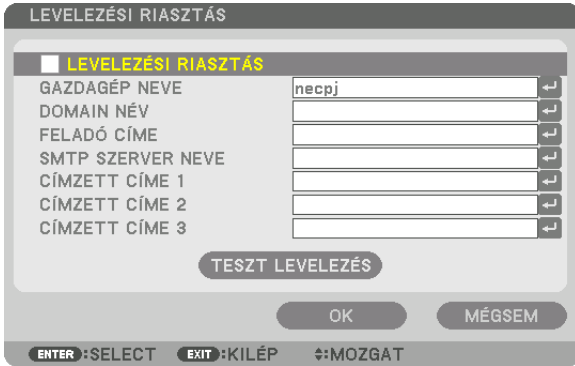 LEVELEZÉSI RIASZTÁS
LEVELEZÉSI RIASZTÁS
GAZDAGÉP NEVE necpj
DOMAIN NÉV
FELADÓ CÍME
SMTP SZERVER NEVE
CÍMZETT CÍME 1
CÍMZETT CÍME 2
CÍMZETT CÍME 3
TESZT LEVELEZÉS
OK MÉGSEM
ENTER :SELECT EXIT :KILÉP :MOZGAT